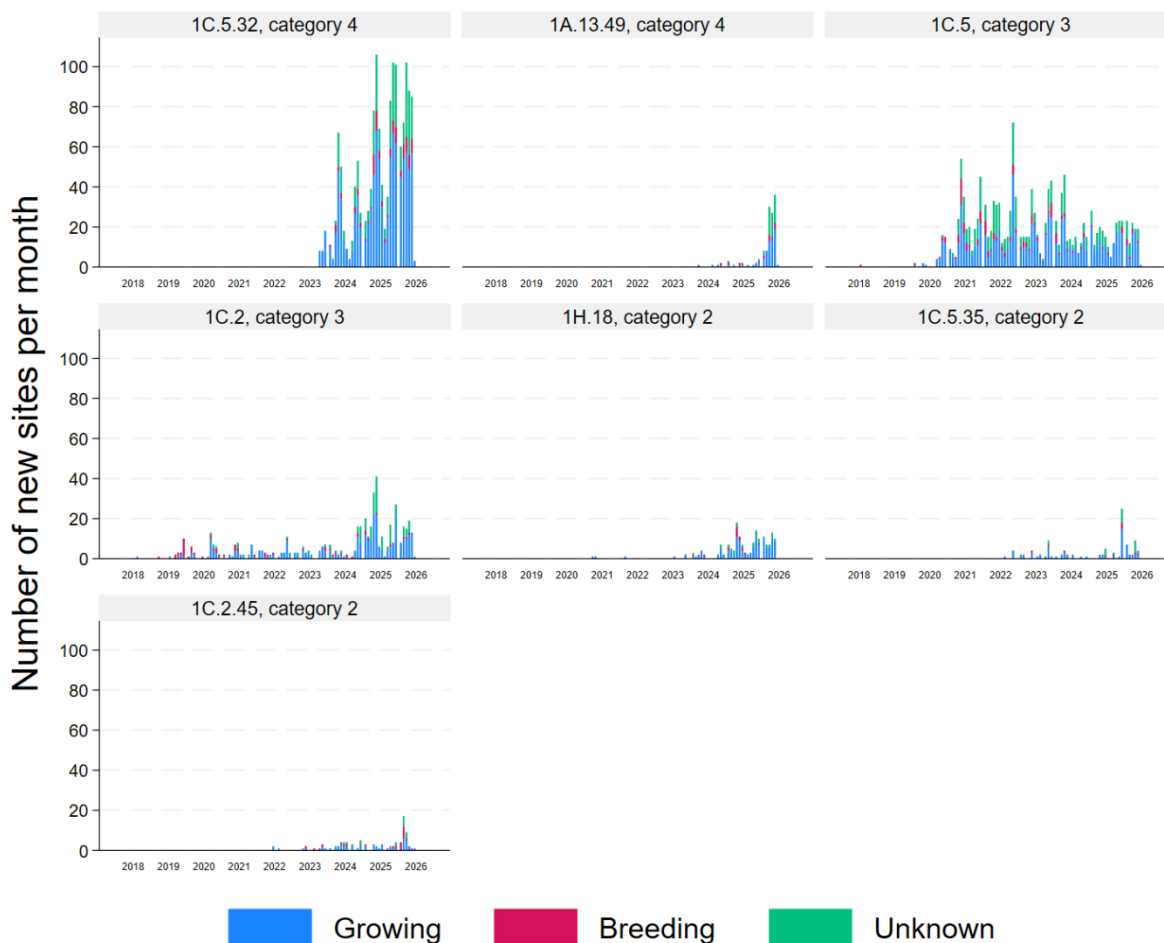 Number of new sites per month
1C.5.32, category 4
1A.13.49, category 4
1C.5, category 3
100
80
60
40
20
0
2018 2019 2020 2021 2022 2023 2024 2025 2026
2018 2019 2020 2021 2022 2023 2024 2025 2026
2018 2019 2020 2021 2022 2023 2024 2025 2026
1C.2, category 3
1H.18, category 2
1C.5.35, category 2
100
80
60
40
20
0
2018 2019 2020 2021 2022 2023 2024 2025 2026
2018 2019 2020 2021 2022 2023 2024 2025 2026
2018 2019 2020 2021 2022 2023 2024 2025 2026
1C.2.45, category 2
100
80
60
40
20
0
2018 2019 2020 2021 2022 2023 2024 2025 2026
Growing Breeding Unknown